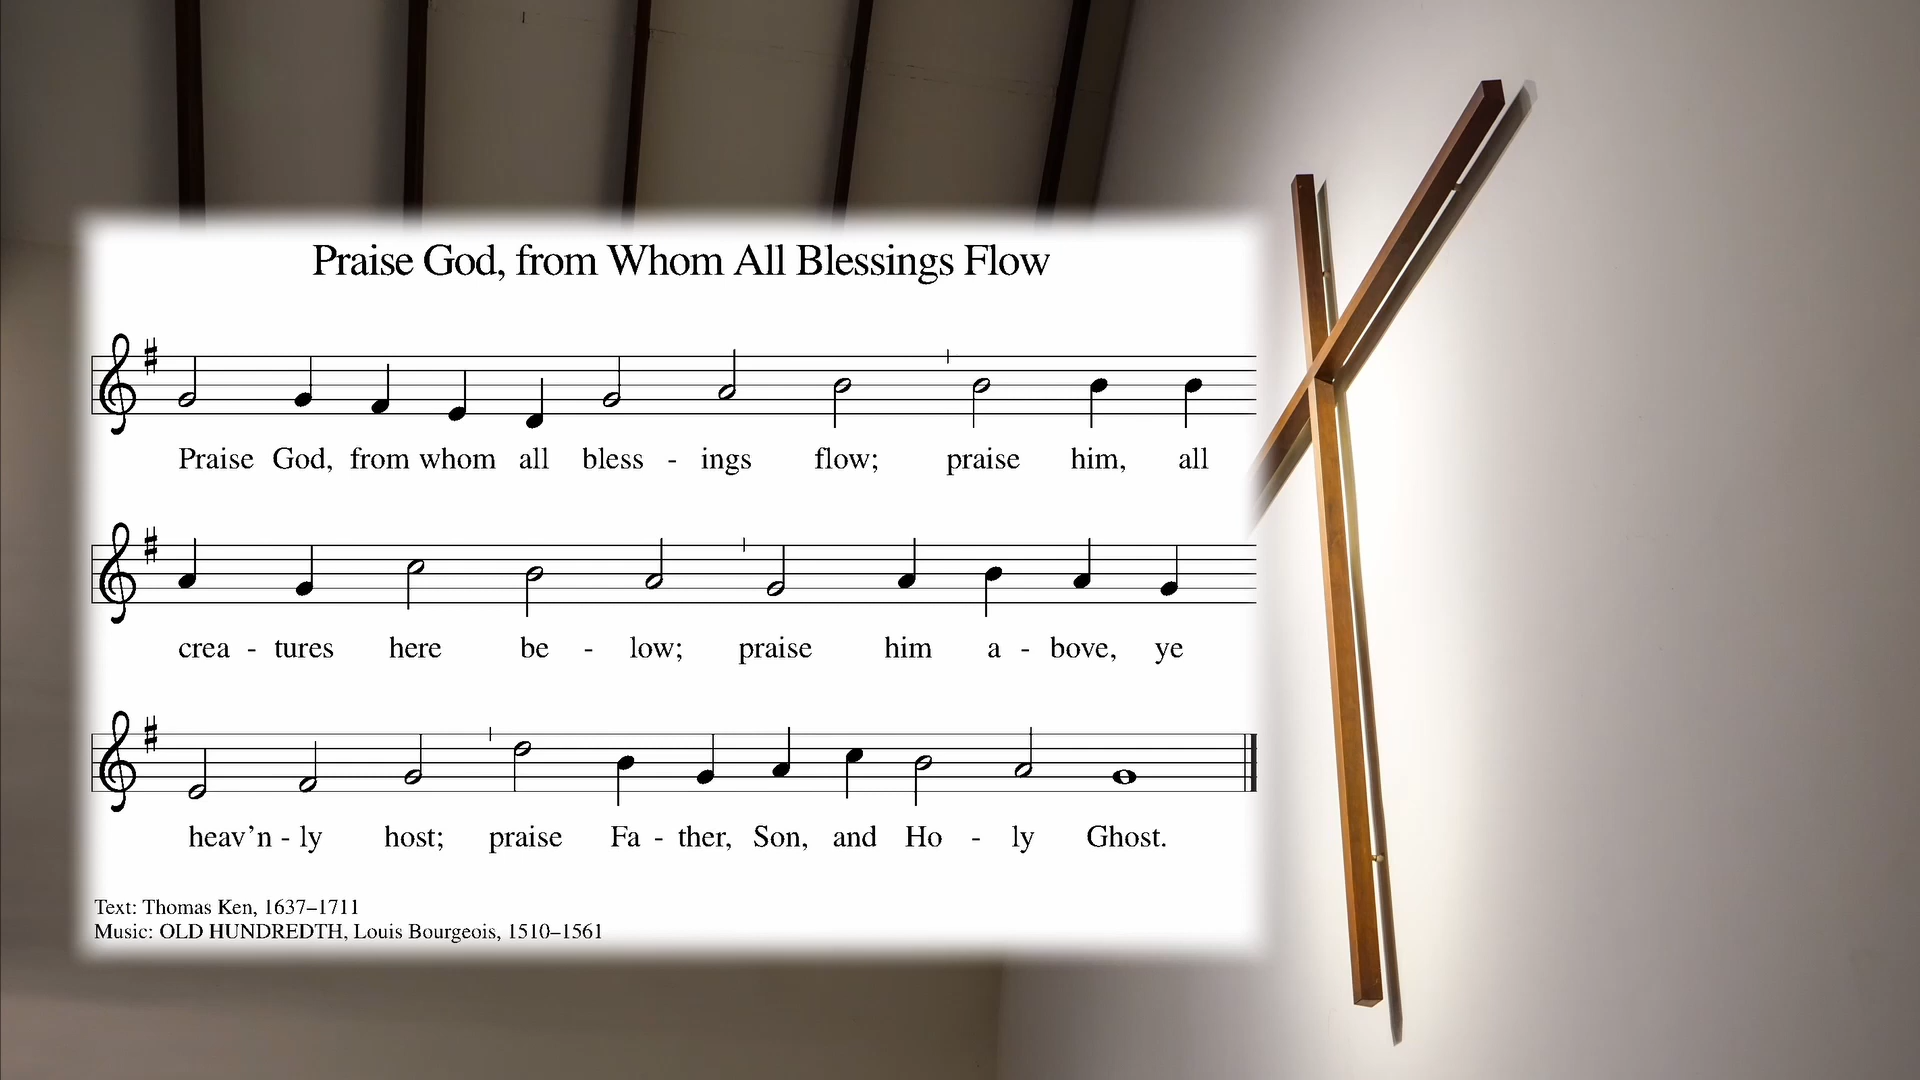 Praise God, from Whom All Blessings Flow
Praise God, from whom all bless - ings flow; praise him, all
crea - tures here be - low; praise him a - bove, ye
heav'n - ly host; praise Fa - ther, Son, and Ho - ly Ghost.
Text: Thomas Ken, 1637–1711
Music: OLD HUNDREDTH, Louis Bourgeois, 1510–1561